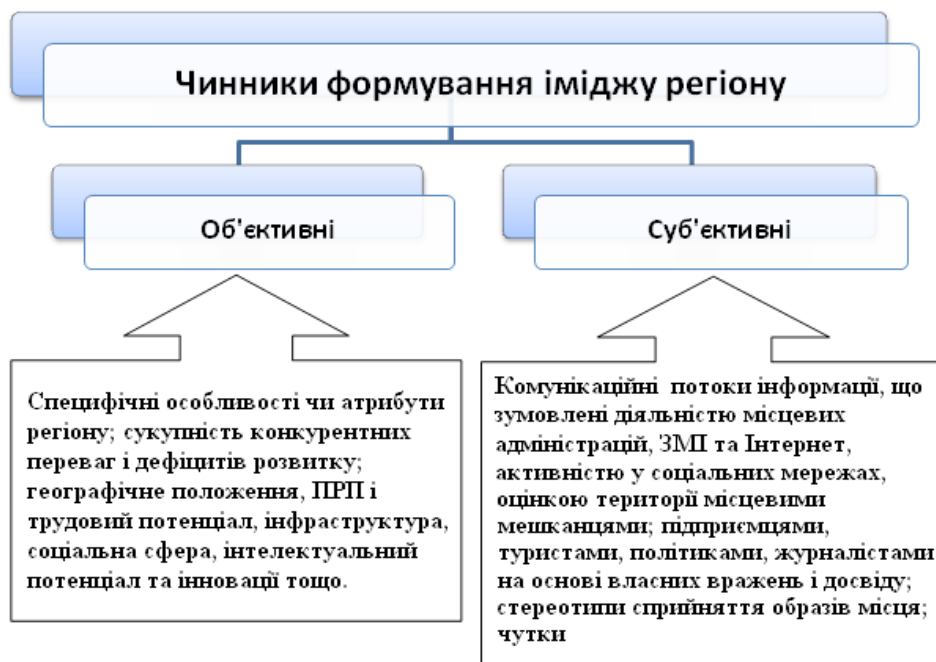 Чинники формування іміджу регіону
Об'єктивні
Суб'єктивні
Специфічні особливості чи атрибути
регіону; сукупність конкурентних
переваг і дефіцитів розвитку;
географічне положення, ПРП і
трудовий потенціал, інфраструктура,
соціальна сфера, інтелектуальний
потенціал та інновації тощо.
Комунікаційні потоки інформації, що
зумовлені діяльністю місцевих
адміністрацій, ЗМІ та Інтернет,
активністю у соціальних мережах,
оцінкою території місцевими
мешканцями; підприємцями,
туристами, політиками, журналістами
на основі власних вражень і досвіду;
стереотипи сприйняття образів місця;
чутки